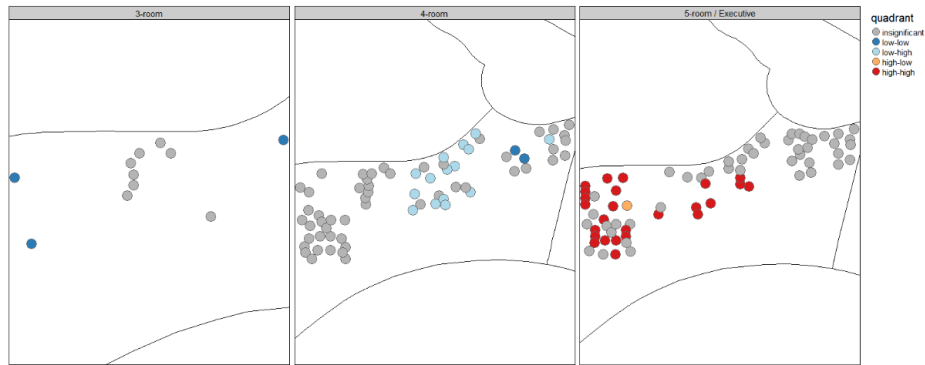 3-room
4-room
5-room / Executive
quadrant
insignificant
low-low
low-high
high-low
high-high